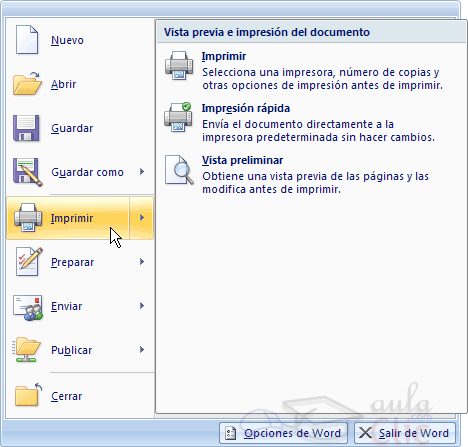 Nuevo
Abrir
Guardar
Guardar como
Imprimir
Preparar
Enviar
Publicar
Cerrar
Vista previa e impresión del documento
Imprimir
Selecciona una impresora, número de copias y
otras opciones de impresión antes de imprimir.
Impresión rápida
Envía el documento directamente a la
impresora predeterminada sin hacer cambios.
Vista preliminar
Obtiene una vista previa de las páginas y las
modifica antes de imprimir.
aula
.com
Clic
Opciones de Word
Salir de Word